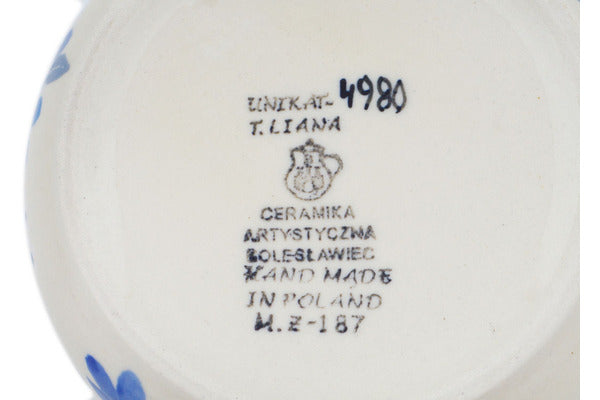 UNIKAT-4980
T. LIANA
CERAMIKA
ARTYSTYCZNA
BOLESŁAWIEC
HAND MADE
IN POLAND
M.Z-187